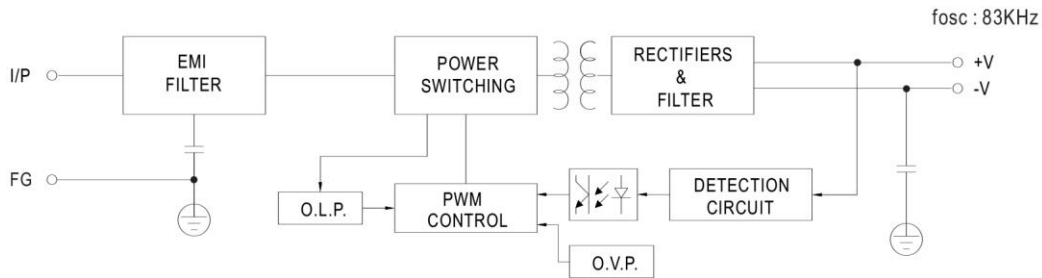 fosc : 83KHz
I/P
EMI
FILTER
POWER
SWITCHING
RECTIFIERS
&
FILTER
+V
-V
FG
O.L.P.
PWM
CONTROL
DETECTION
CIRCUIT
O.V.P.